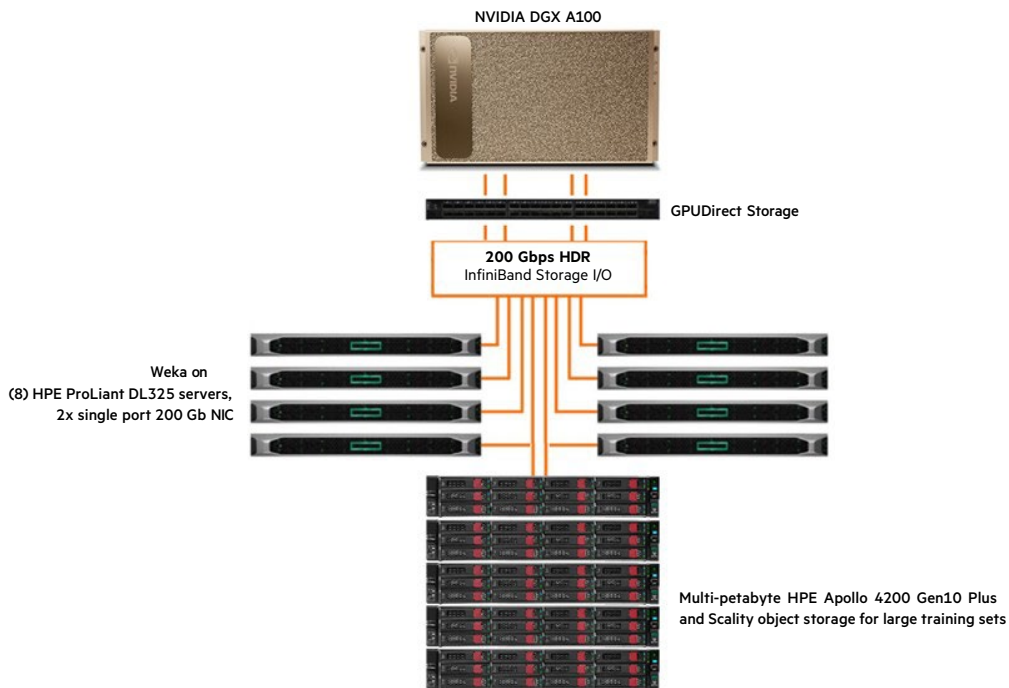 NVIDIA DGX A100
NVIDIA
GPUDirect Storage
200 Gbps HDR
InfiniBand Storage I/O
Weka on
(8) HPE ProLiant DL325 servers,
2x single port 200 Gb NIC
Multi-petabyte HPE Apollo 4200 Gen10 Plus
and Scality object storage for large training sets